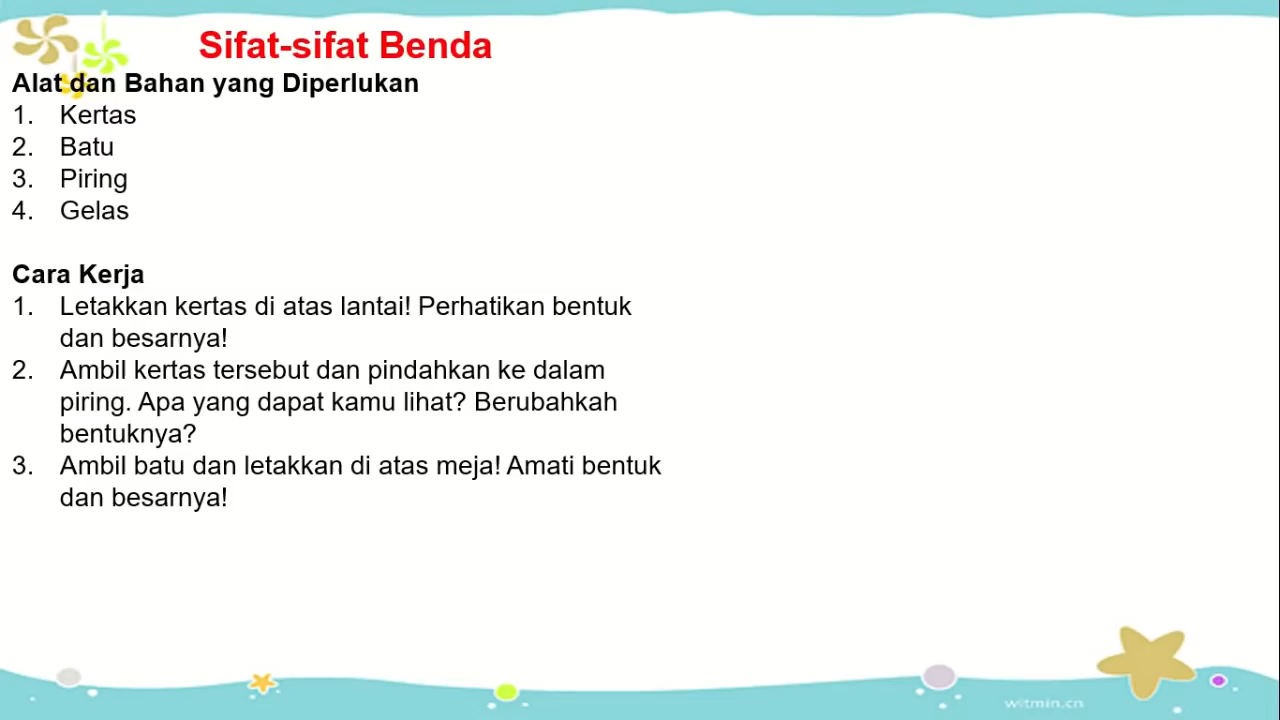 Sifat-sifat Benda
Alat dan Bahan yang Diperlukan
1. Kertas
2. Batu
3. Piring
4. Gelas
Cara Kerja
1. Letakkan kertas di atas lantai! Perhatikan bentuk
dan besarnya!
2. Ambil kertas tersebut dan pindahkan ke dalam
piring. Apa yang dapat kamu lihat? Berubahkah
bentuknya?
3. Ambil batu dan letakkan di atas meja! Amati bentuk
dan besarnya!
witmin.cn